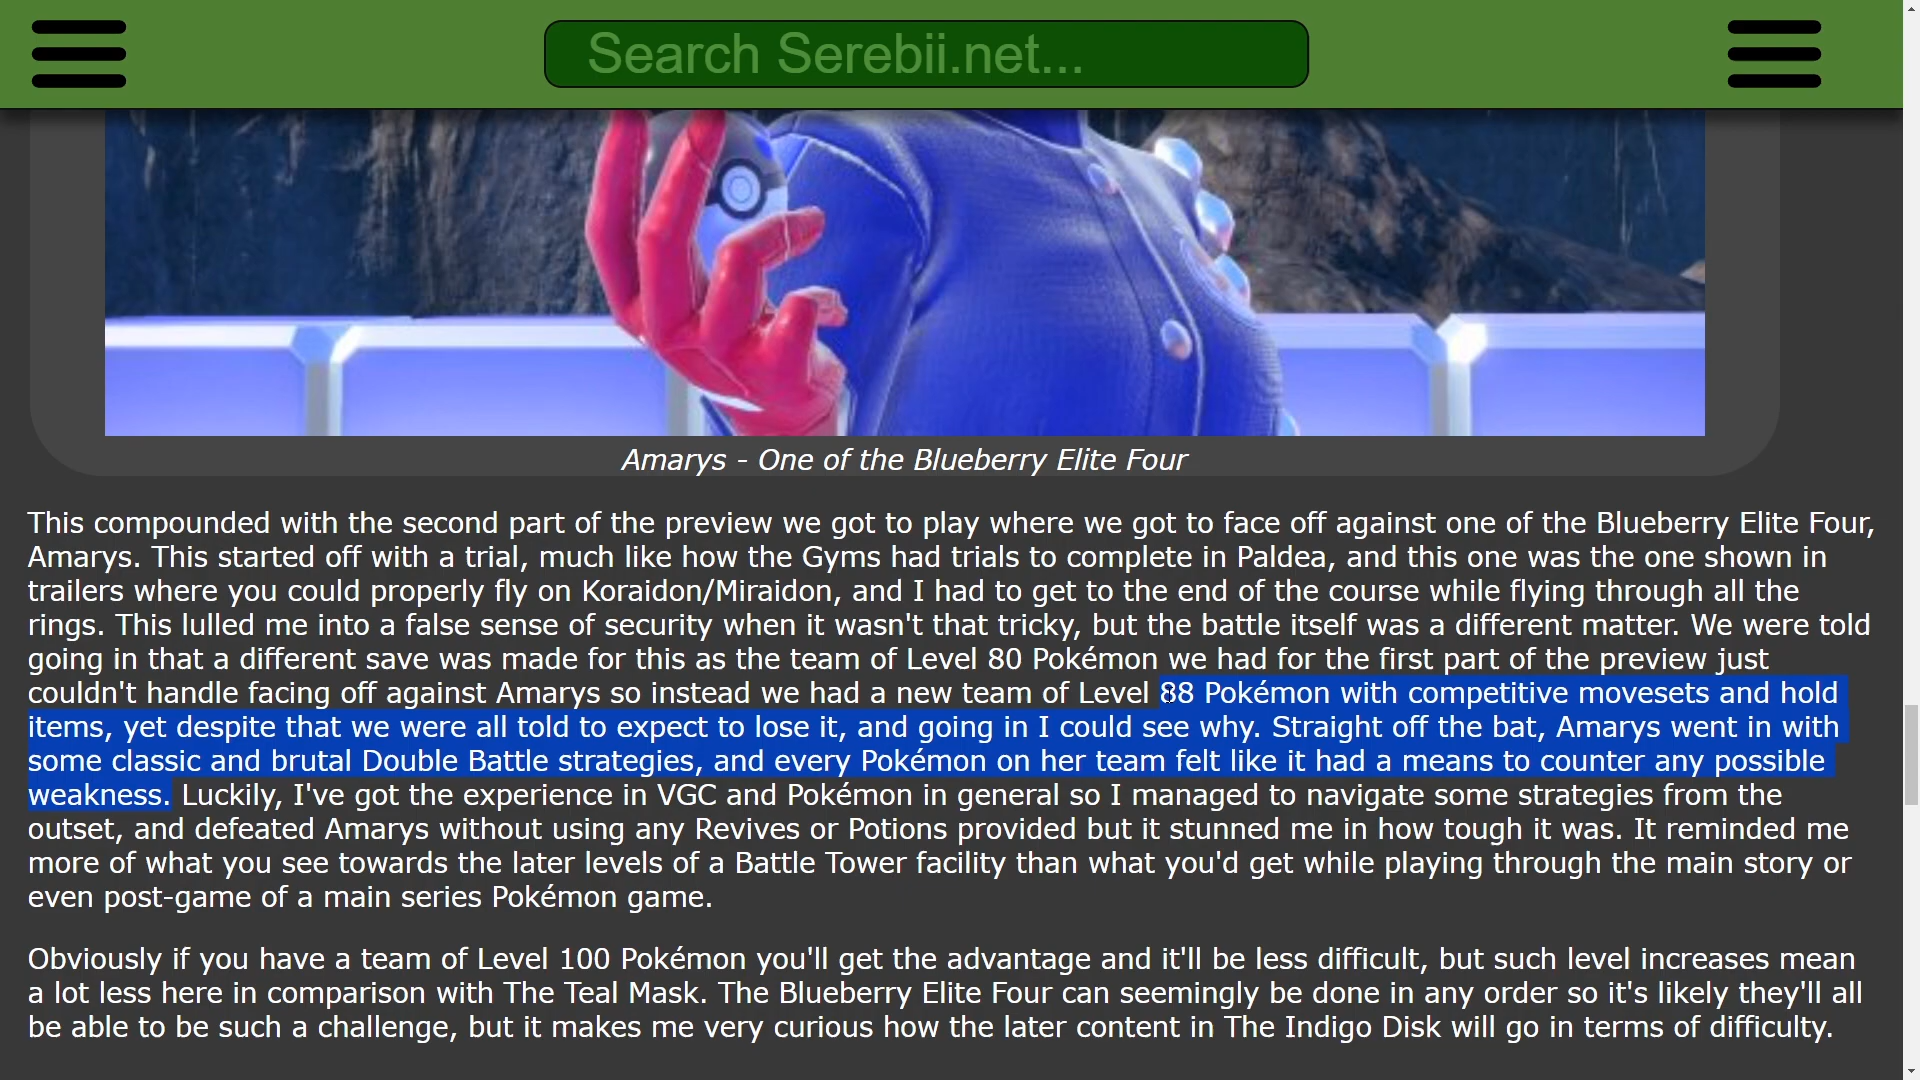 Search Serebii.net...
Amarys - One of the Blueberry Elite Four
This compounded with the second part of the preview we got to play where we got to face off against one of the Blueberry Elite Four,
Amarys. This started off with a trial, much like how the Gyms had trials to complete in Paldea, and this one was the one shown in
trailers where you could properly fly on Koraidon/Miraidon, and I had to get to the end of the course while flying through all the
rings. This lulled me into a false sense of security when it wasn't that tricky, but the battle itself was a different matter. We were told
going in that a different save was made for this as the team of Level 80 Pokémon we had for the first part of the preview just
couldn't handle facing off against Amarys so instead we had a new team of Level 88 Pokémon with competitive movesets and hold
items, yet despite that we were all told to expect to lose it, and going in I could see why. Straight off the bat, Amarys went in with
some classic and brutal Double Battle strategies, and every Pokémon on her team felt like it had a means to counter any possible
weakness. Luckily, I've got the experience in VGC and Pokémon in general so I managed to navigate some strategies from the
outset, and defeated Amarys without using any Revives or Potions provided but it stunned me in how tough it was. It reminded me
more of what you see towards the later levels of a Battle Tower facility than what you'd get while playing through the main story or
even post-game of a main series Pokémon game.
Obviously if you have a team of Level 100 Pokémon you'll get the advantage and it'll be less difficult, but such level increases mean
a lot less here in comparison with The Teal Mask. The Blueberry Elite Four can seemingly be done in any order so it's likely they'll all
be able to be such a challenge, but it makes me very curious how the later content in The Indigo Disk will go in terms of difficulty.